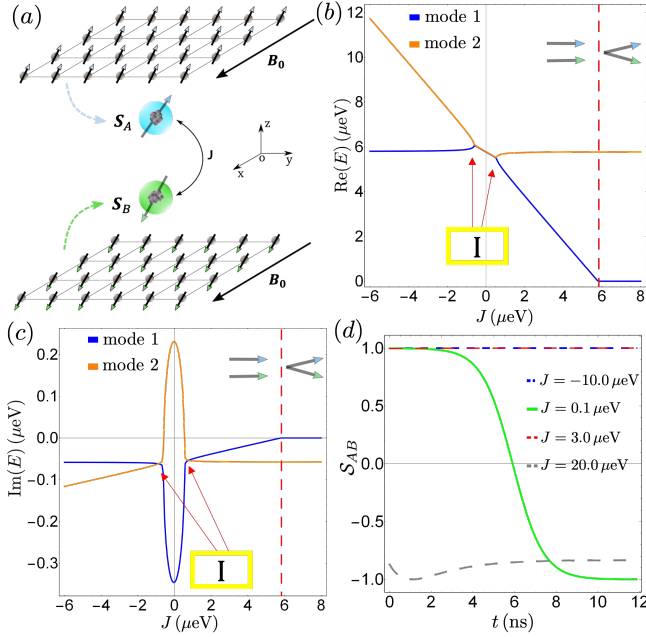 (a)
B₀
S_A
J
z
o
y
x
S_B
B₀
(b)
mode 1
mode 2
Re(E) (μeV)
12
10
8
6
4
2
0
I
−6 −4 −2 0 2 4 6 8
J (μeV)
(c)
mode 1
mode 2
Im(E) (μeV)
0.2
0.1
0.0
−0.1
−0.2
−0.3
I
−6 −4 −2 0 2 4 6 8
J (μeV)
(d)
S_AB
1.0
0.5
0.0
−0.5
−1.0
J = −10.0 μeV
J = 0.1 μeV
J = 3.0 μeV
J = 20.0 μeV
0 2 4 6 8 10 12
t (ns)